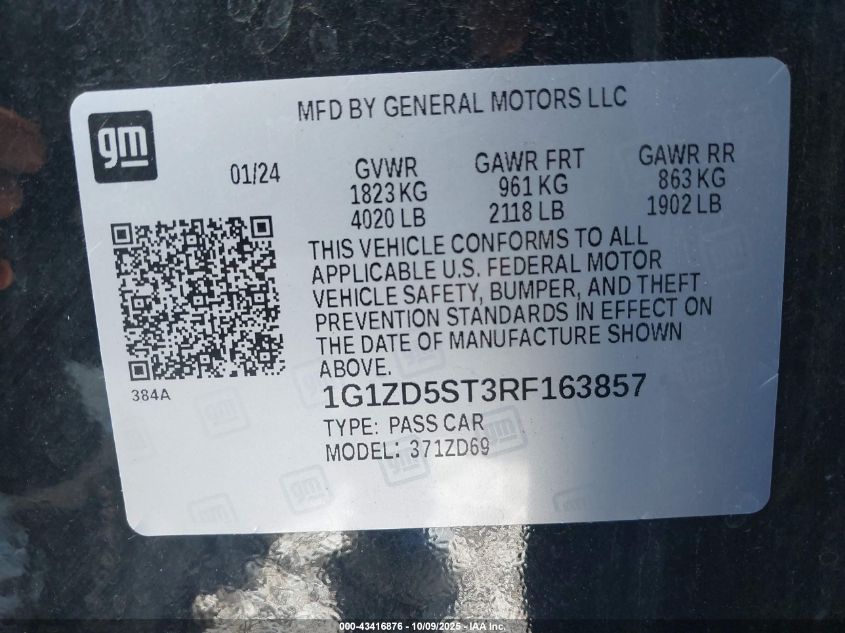 MFD BY GENERAL MOTORS LLC
gm
01/24
GVWR GAWR FRT GAWR RR
1823 KG 961 KG 863 KG
4020 LB 2118 LB 1902 LB
THIS VEHICLE CONFORMS TO ALL
APPLICABLE U.S. FEDERAL MOTOR
VEHICLE SAFETY, BUMPER, AND THEFT
PREVENTION STANDARDS IN EFFECT ON
THE DATE OF MANUFACTURE SHOWN
ABOVE.
384A
1G1ZD5ST3RF163857
TYPE: PASS CAR
MODEL: 371ZD69
000-43416876 - 10/09/2025 - IAA Inc.